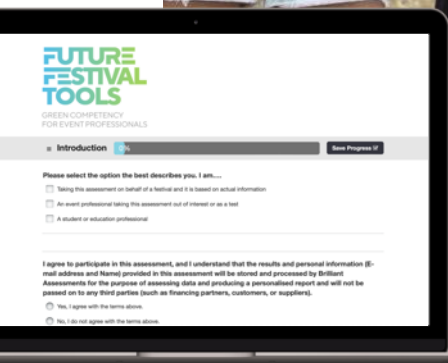 FUTURE
FESTIVAL
TOOLS
GREEN COMPETENCY
FOR EVENT PROFESSIONALS
≡ Introduction 0% Save Progress
Please select the option the best describes you. I am....
Taking this assessment on behalf of a festival and it is based on actual information
An event professional taking this assessment out of interest or as a test
A student or education professional
I agree to participate in this assessment, and I understand that the results and personal information (E-
mail address and Name) provided in this assessment will be stored and processed by Brilliant
Assessments for the purpose of assessing data and producing a personalised report and will not be
passed on to any third parties (such as financing partners, customers, or suppliers).
Yes, I agree with the terms above.
No, I do not agree with the terms above.